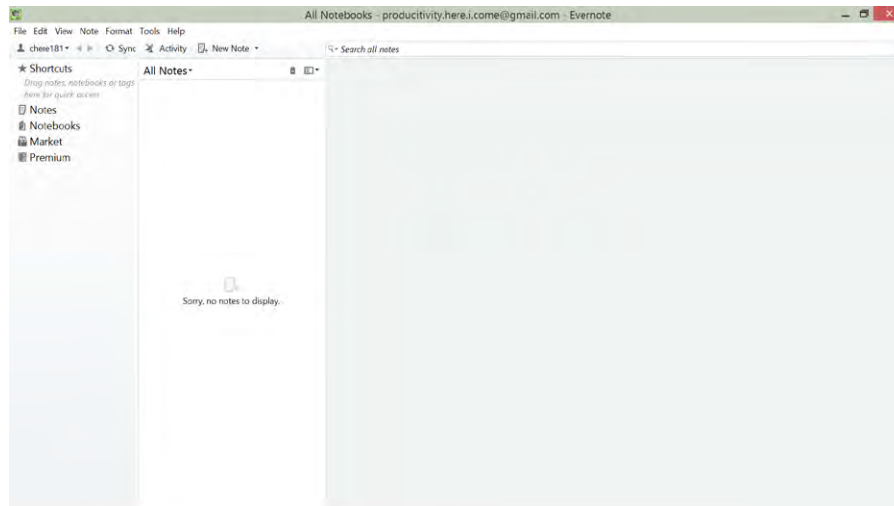 All Notebooks - producitivity.here.i.come@gmail.com - Evernote
File Edit View Note Format Tools Help
chere181 Sync Activity New Note Search all notes
Shortcuts
Drag notes, notebooks or tags
here for quick access
Notes
Notebooks
Market
Premium
All Notes
Sorry, no notes to display.